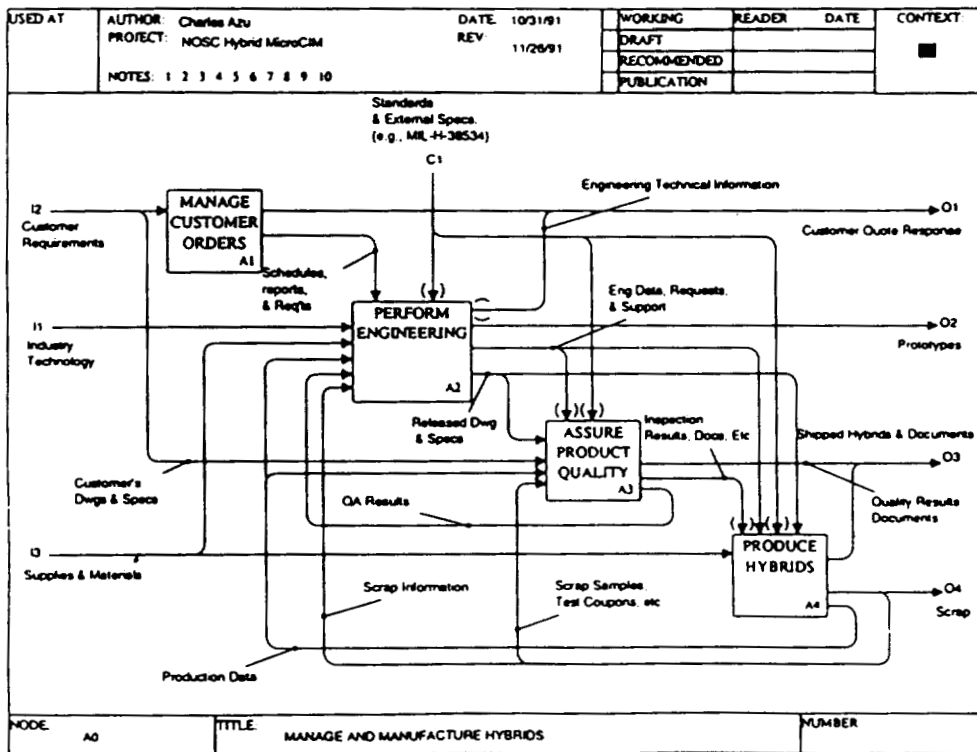 USED AT
AUTHOR: Charles Azu
DATE: 10/31/91
WORKING
READER
DATE
CONTEXT:
PROJECT: NOSC Hybrid MicroCIM
REV:
11/26/91
DRAFT
RECOMMENDED
NOTES: 1 2 3 4 5 6 7 8 9 10
PUBLICATION
Standards
& External Specs.
(e.g., MIL-H-38534)
C1
Engineering Technical Information
I2
Customer
Requirements
MANAGE
CUSTOMER
ORDERS
A1
O1
Customer Quote Response
Schedules,
reports,
& Req'ts
( )
Eng Data, Requests,
& Support
I1
Industry
Technology
PERFORM
ENGINEERING
A2
O2
Prototypes
Released Dwg
& Specs
( ) ( )
Inspection
Results, Docs, Etc
Shipped Hybrids & Documents
ASSURE
PRODUCT
QUALITY
A3
O3
Customer's
Dwgs & Specs
QA Results
Quality Results
Documents
( ) ( )
I3
Supplies & Materials
PRODUCE
HYBRIDS
A4
Scrap Information
Scrap Samples,
Test Coupons, etc
O4
Scrap
Production Data
NODE:
A0
TITLE:
MANAGE AND MANUFACTURE HYBRIDS
NUMBER